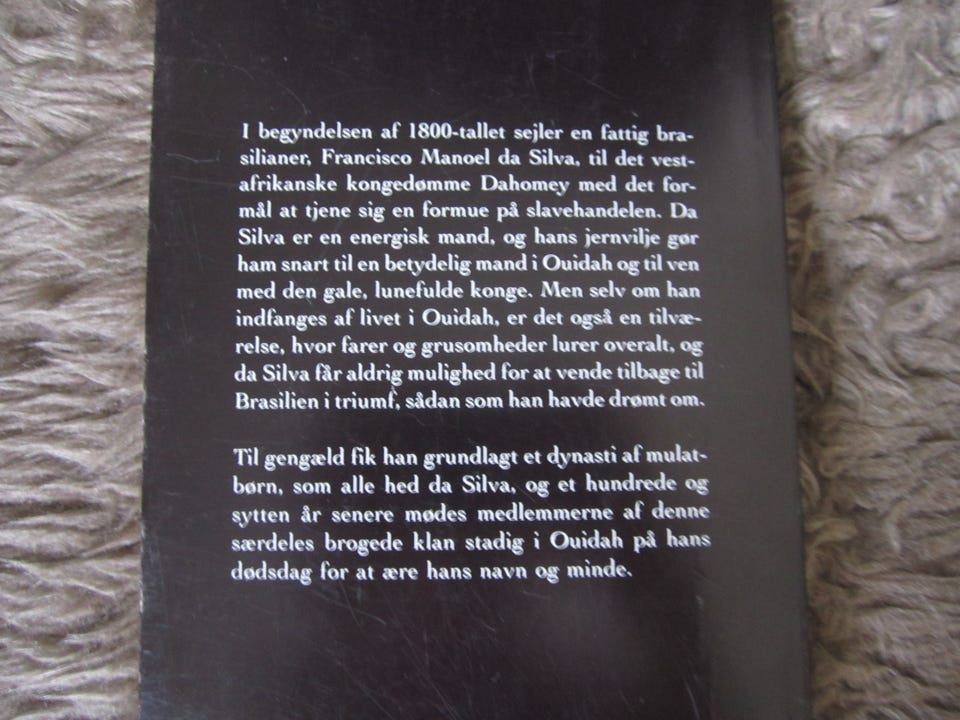 I begyndelsen af 1800-tallet sejler en fattig bra-
silianer, Francisco Manoel da Silva, til det vest-
afrikanske kongedømme Dahomey med det for-
mål at tjene sig en formue på slavehandelen. Da
Silva er en energisk mand, og hans jernvilje gør
ham snart til en betydelig mand i Ouidah og til ven
med den gale, lunefulde konge. Men selv om han
indfanges af livet i Ouidah, er det også en tilvæ-
relse, hvor farer og grusomheder lurer overalt, og
da Silva får aldrig mulighed for at vende tilbage til
Brasilien i triumf, sådan som han havde drømt om.
Til gengæld fik han grundlagt et dynasti af mulat-
børn, som alle hed da Silva, og et hundrede og
sytten år senere mødes medlemmerne af denne
særdeles brogede klan stadig i Ouidah på hans
dødsdag for at ære hans navn og minde.